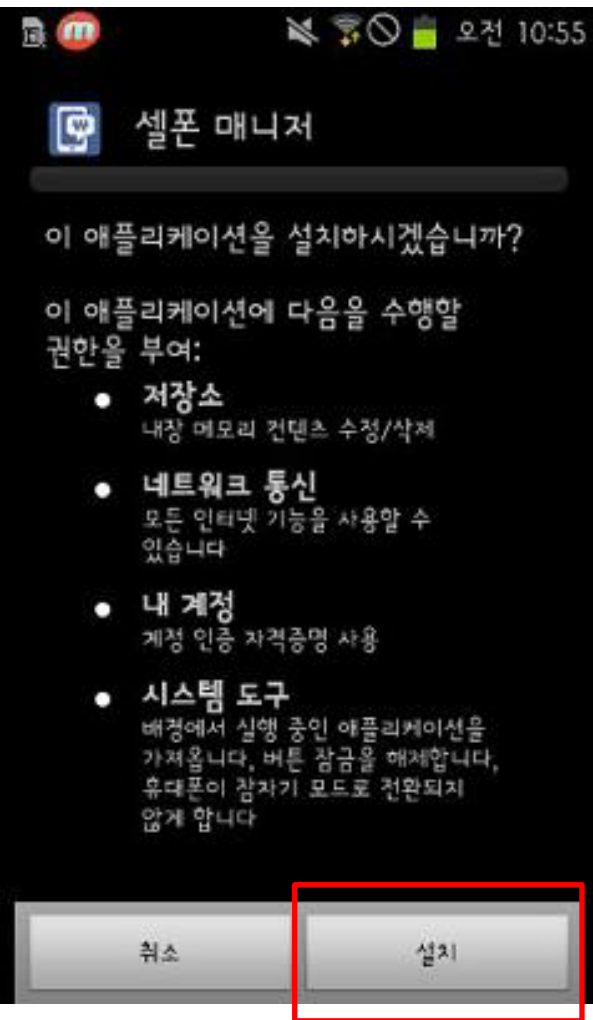 오전 10:55
셀폰 매니저
이 애플리케이션을 설치하시겠습니까?
이 애플리케이션에 다음을 수행할
권한을 부여:
● 저장소
내장 메모리 컨텐츠 수정/삭제
● 네트워크 통신
모든 인터넷 기능을 사용할 수
있습니다
● 내 계정
계정 인증 자격증명 사용
● 시스템 도구
배경에서 실행 중인 애플리케이션을
가져옵니다, 버튼 잠금을 해제합니다,
휴대폰이 잠자기 모드로 전환되지
않게 합니다
취소
설치